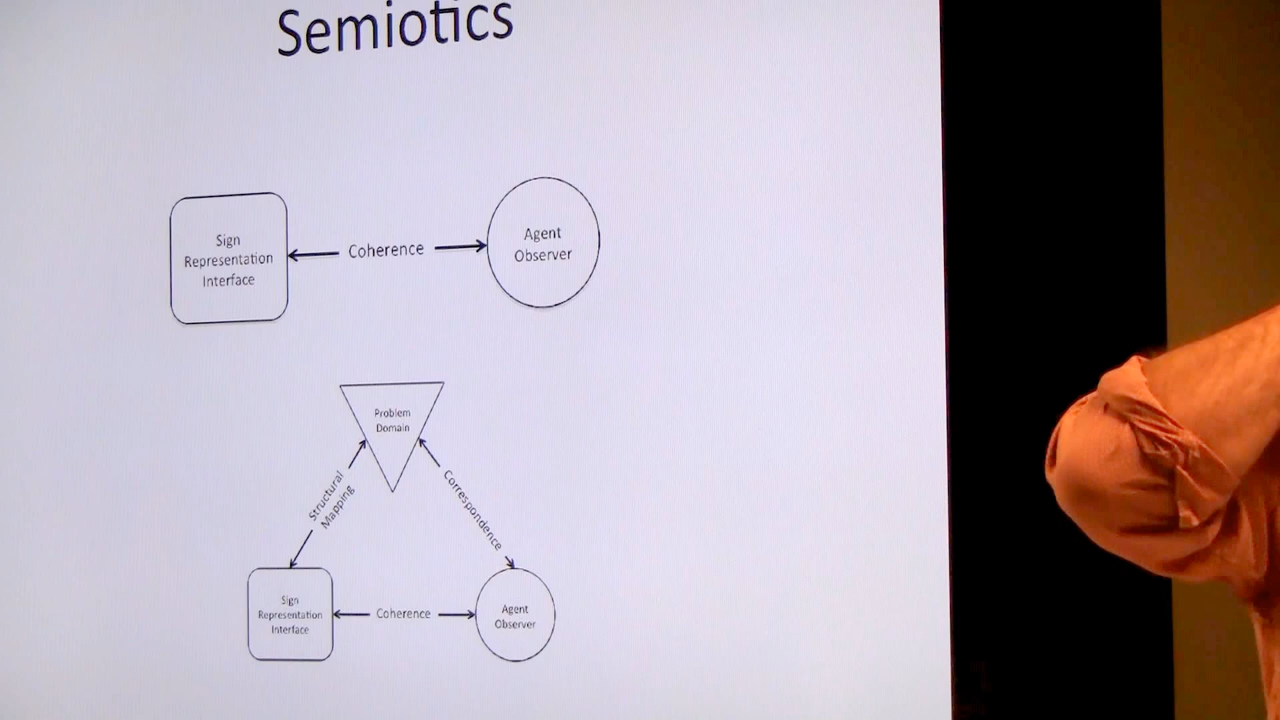 Semiotics
Sign
Representation
Interface
Coherence
Agent
Observer
Problem
Domain
Structural
Mapping
Correspondence
Sign
Representation
Interface
Coherence
Agent
Observer